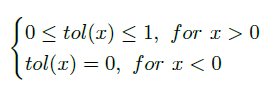 0 ≤ tol(x) ≤ 1, for x > 0
tol(x) = 0, for x < 0